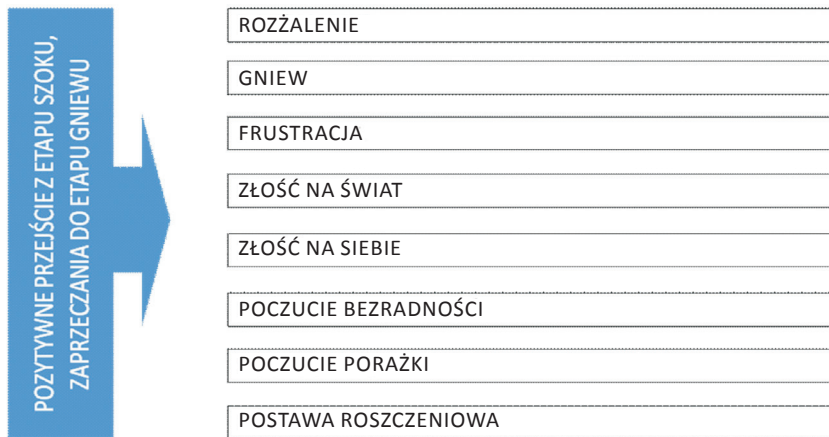 POZYTYWNE PRZEJŚCIE Z ETAPU SZOKU,
ZAPRZECZANIA DO ETAPU GNIEWU
ROZŻALENIE
GNIEW
FRUSTRACJA
ZŁOŚĆ NA ŚWIAT
ZŁOŚĆ NA SIEBIE
POCZUCIE BEZRADNOŚCI
POCZUCIE PORAŻKI
POSTAWA ROSZCZENIOWA